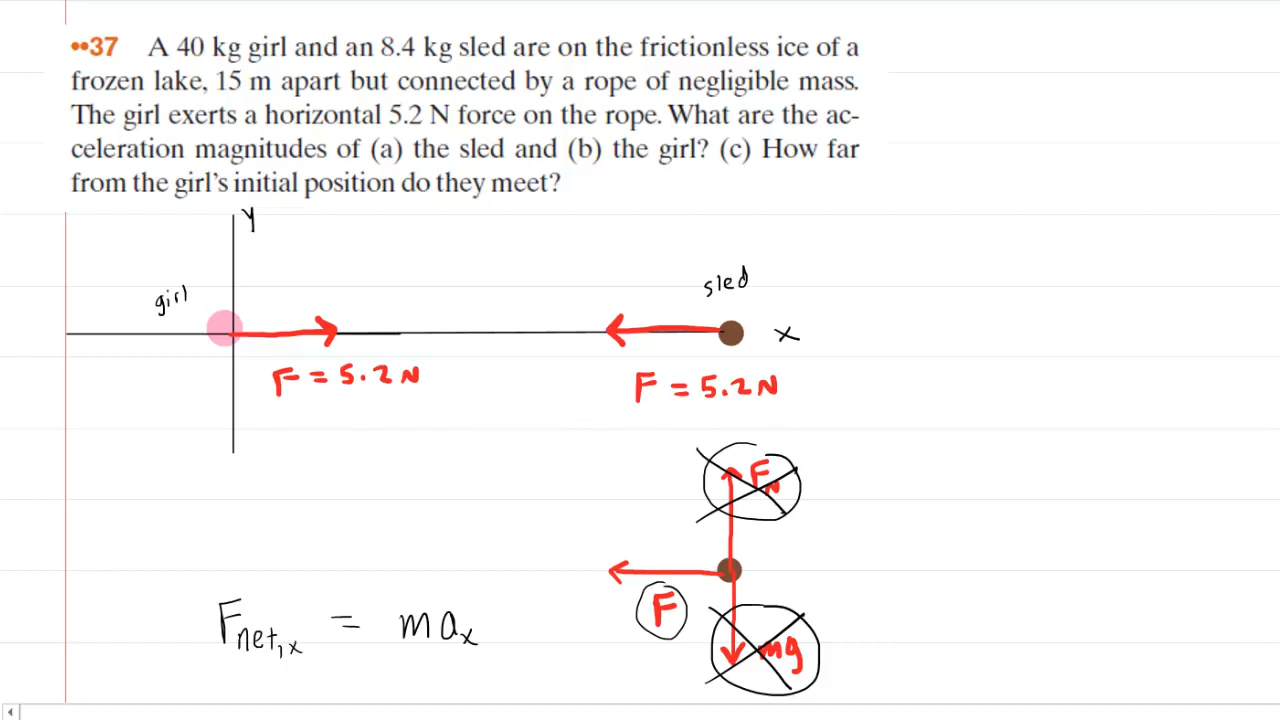 ••37 A 40 kg girl and an 8.4 kg sled are on the frictionless ice of a
frozen lake, 15 m apart but connected by a rope of negligible mass.
The girl exerts a horizontal 5.2 N force on the rope. What are the ac-
celeration magnitudes of (a) the sled and (b) the girl? (c) How far
from the girl's initial position do they meet?
y
girl
sled
x
F = 5.2 N
F = 5.2 N
F_N
F
mg
F_net,x = ma_x